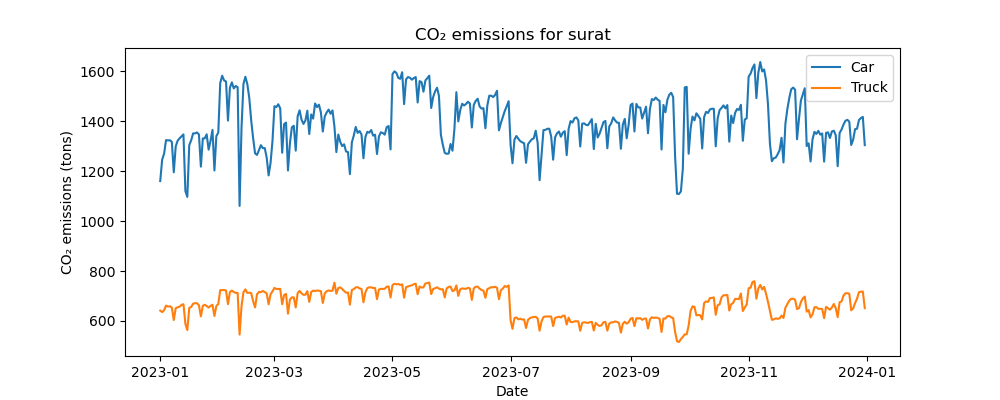 CO₂ emissions for surat
Car
Truck
CO₂ emissions (tons)
1600
1400
1200
1000
800
600
2023-01
2023-03
2023-05
2023-07
2023-09
2023-11
2024-01
Date